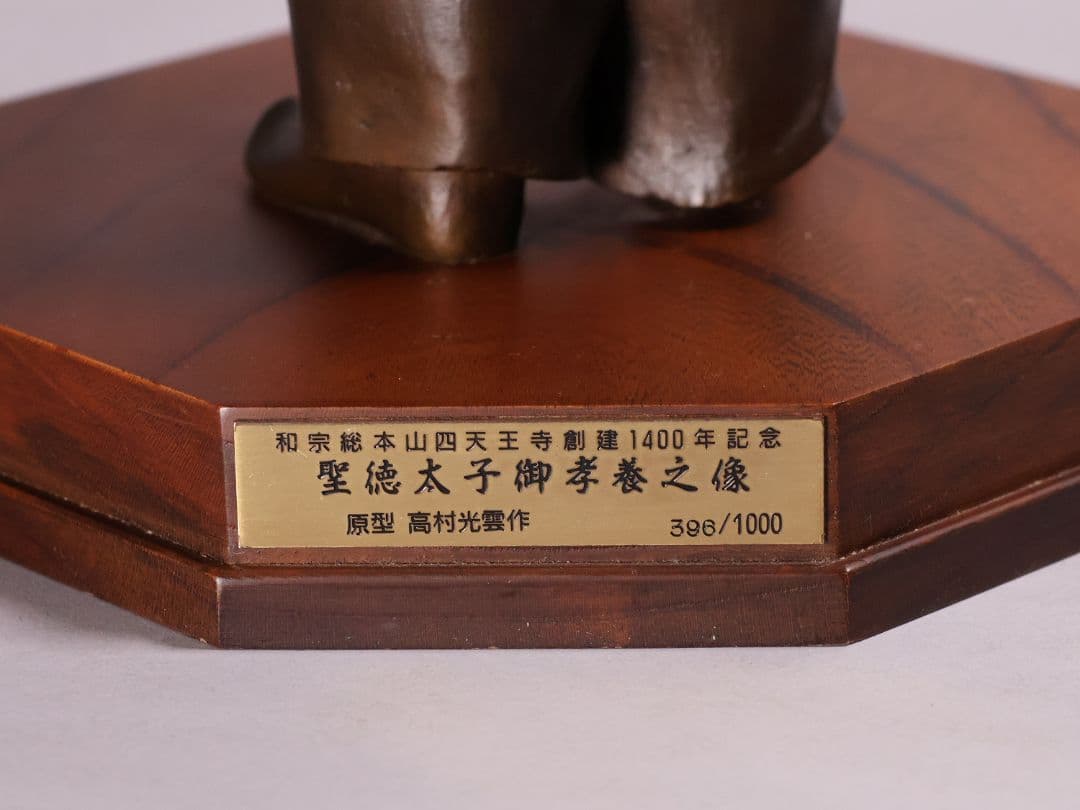 和宗総本山四天王寺創建1400年記念
聖徳太子御孝養之像
原型 高村光雲作 396/1000